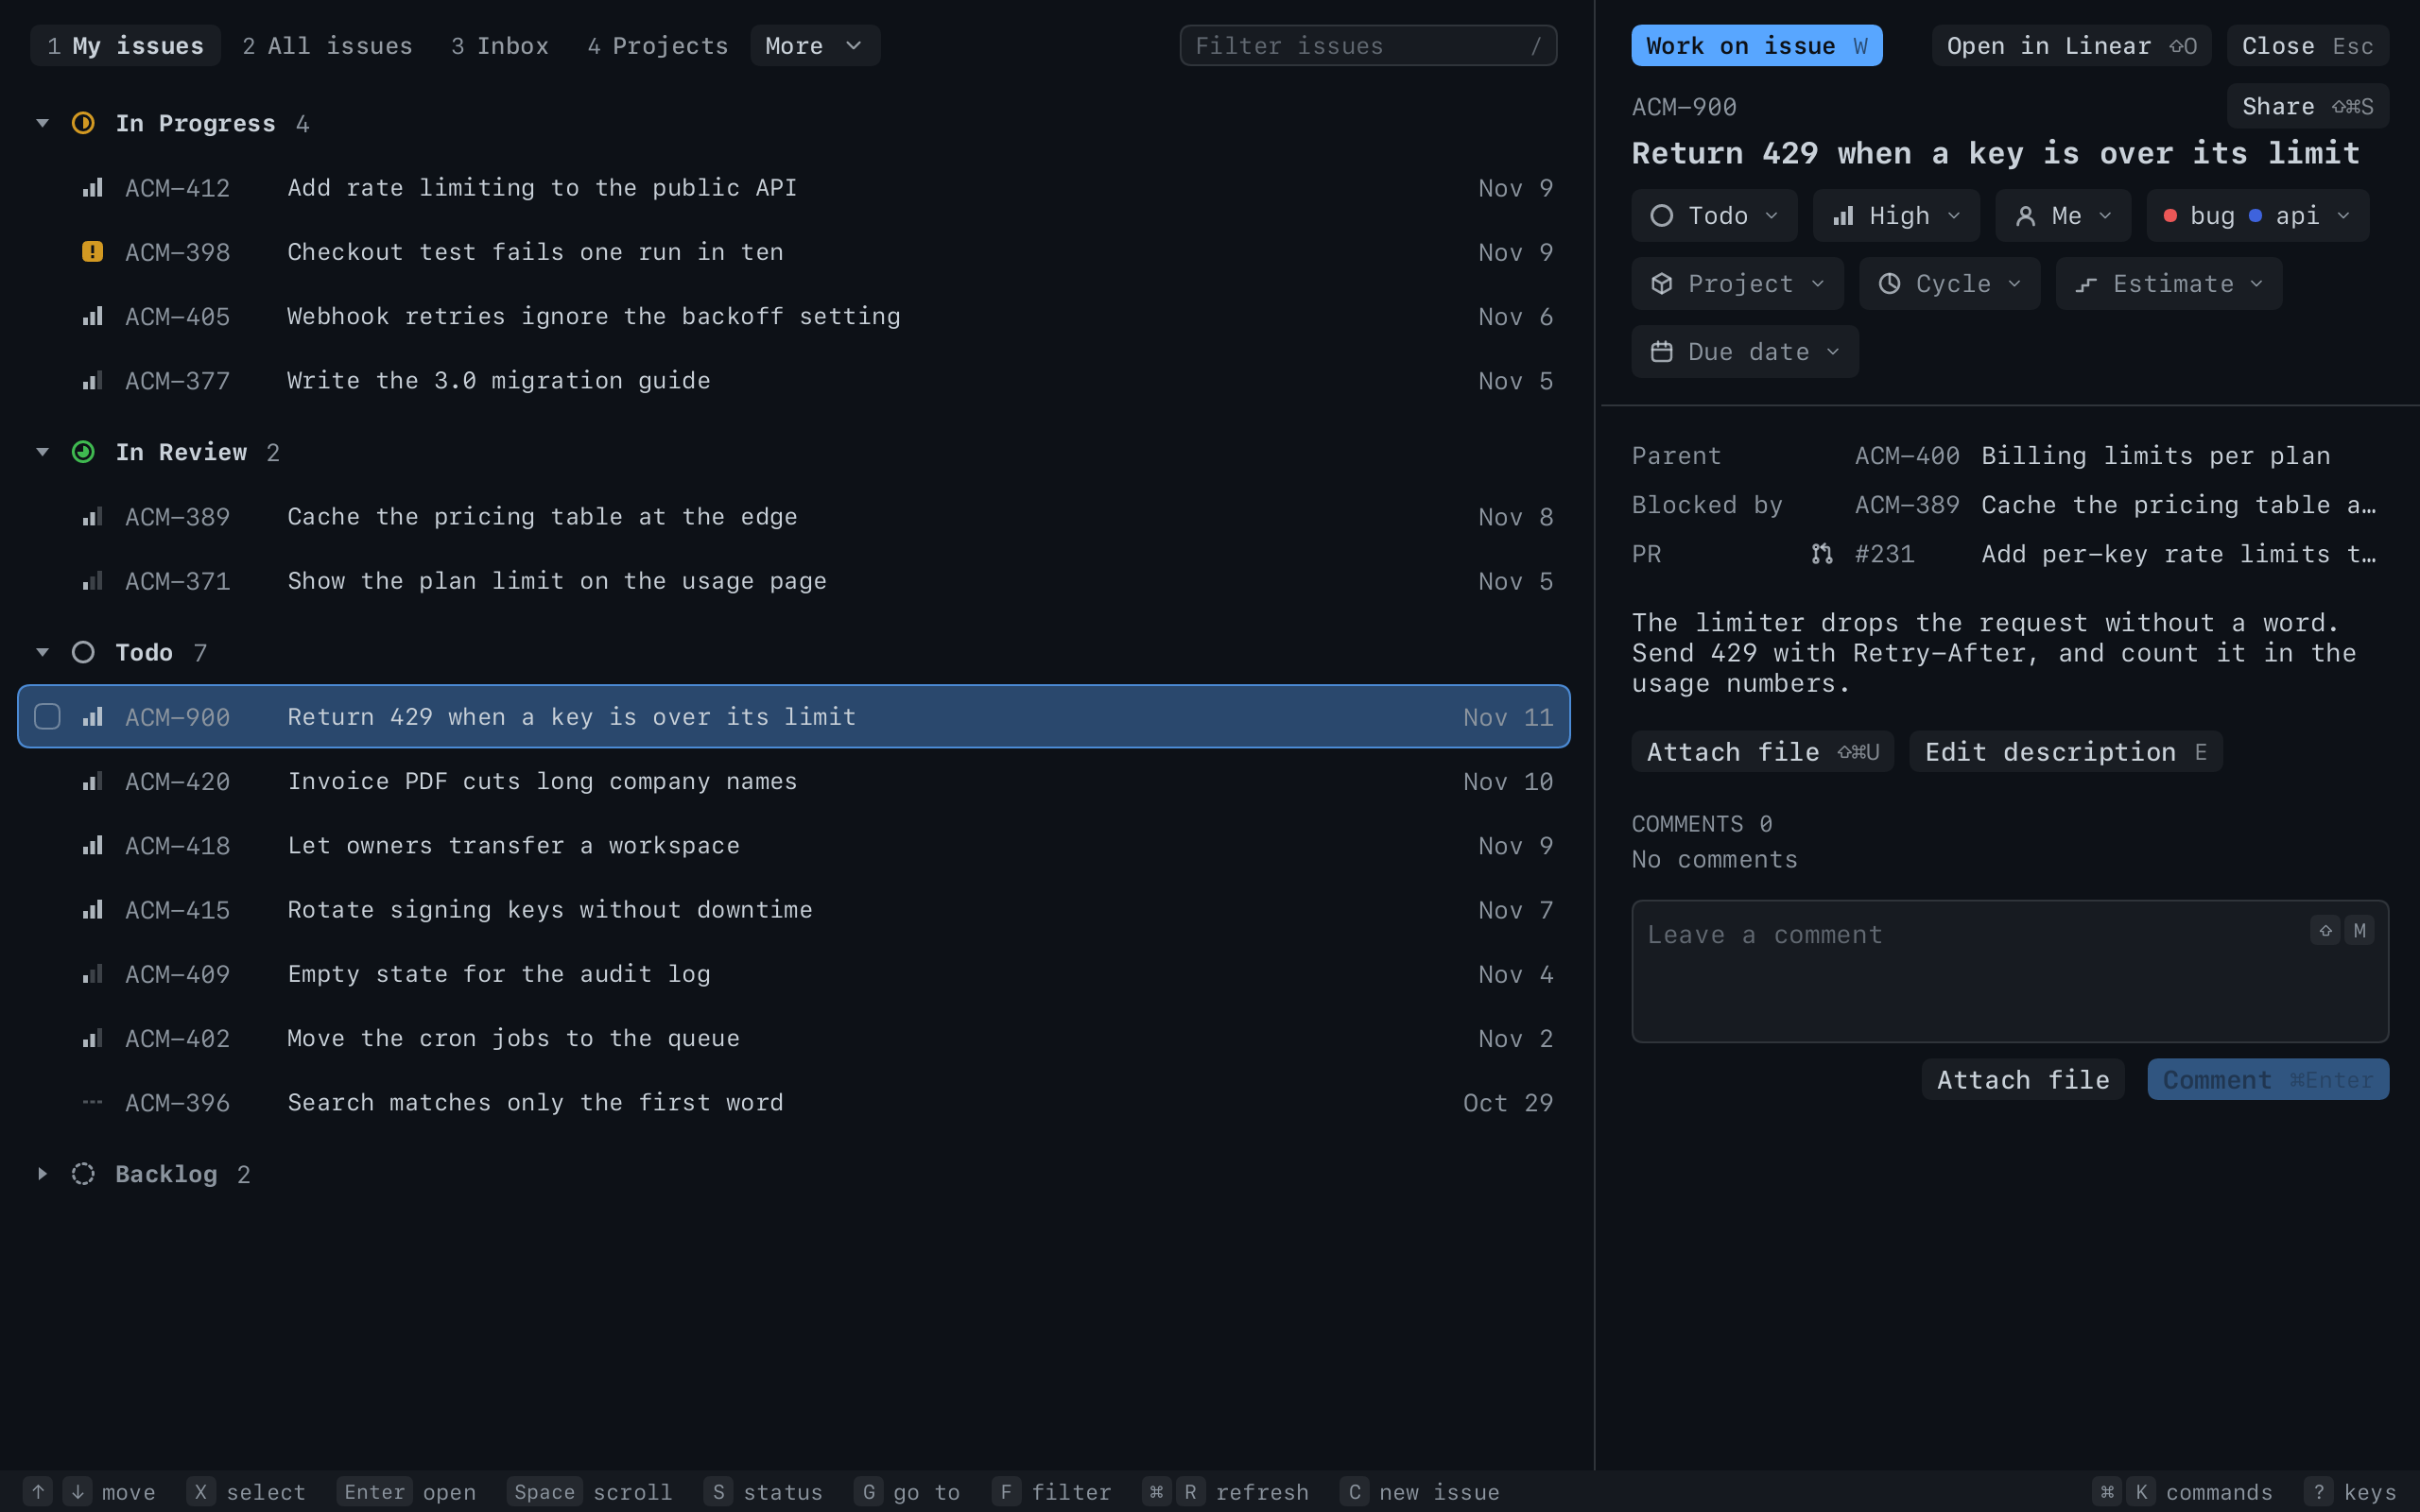 1 My issues 2 All issues 3 Inbox 4 Projects More Filter issues /
In Progress 4
ACM-412 Add rate limiting to the public API Nov 9
ACM-398 Checkout test fails one run in ten Nov 9
ACM-405 Webhook retries ignore the backoff setting Nov 6
ACM-377 Write the 3.0 migration guide Nov 5
In Review 2
ACM-389 Cache the pricing table at the edge Nov 8
ACM-371 Show the plan limit on the usage page Nov 5
Todo 7
ACM-900 Return 429 when a key is over its limit Nov 11
ACM-420 Invoice PDF cuts long company names Nov 10
ACM-418 Let owners transfer a workspace Nov 9
ACM-415 Rotate signing keys without downtime Nov 7
ACM-409 Empty state for the audit log Nov 4
ACM-402 Move the cron jobs to the queue Nov 2
ACM-396 Search matches only the first word Oct 29
Backlog 2
Work on issue W Open in Linear ⇧O Close Esc
ACM-900 Share ⇧⌘S
Return 429 when a key is over its limit
Todo High Me bug api
Project Cycle Estimate
Due date
Parent ACM-400 Billing limits per plan
Blocked by ACM-389 Cache the pricing table a…
PR #231 Add per-key rate limits t…
The limiter drops the request without a word.
Send 429 with Retry-After, and count it in the
usage numbers.
Attach file ⇧⌘U Edit description E
COMMENTS 0
No comments
Leave a comment ⇧ M
Attach file Comment ⌘Enter
↑ ↓ move X select Enter open Space scroll S status G go to F filter ⌘ R refresh C new issue ⌘ K commands ? keys